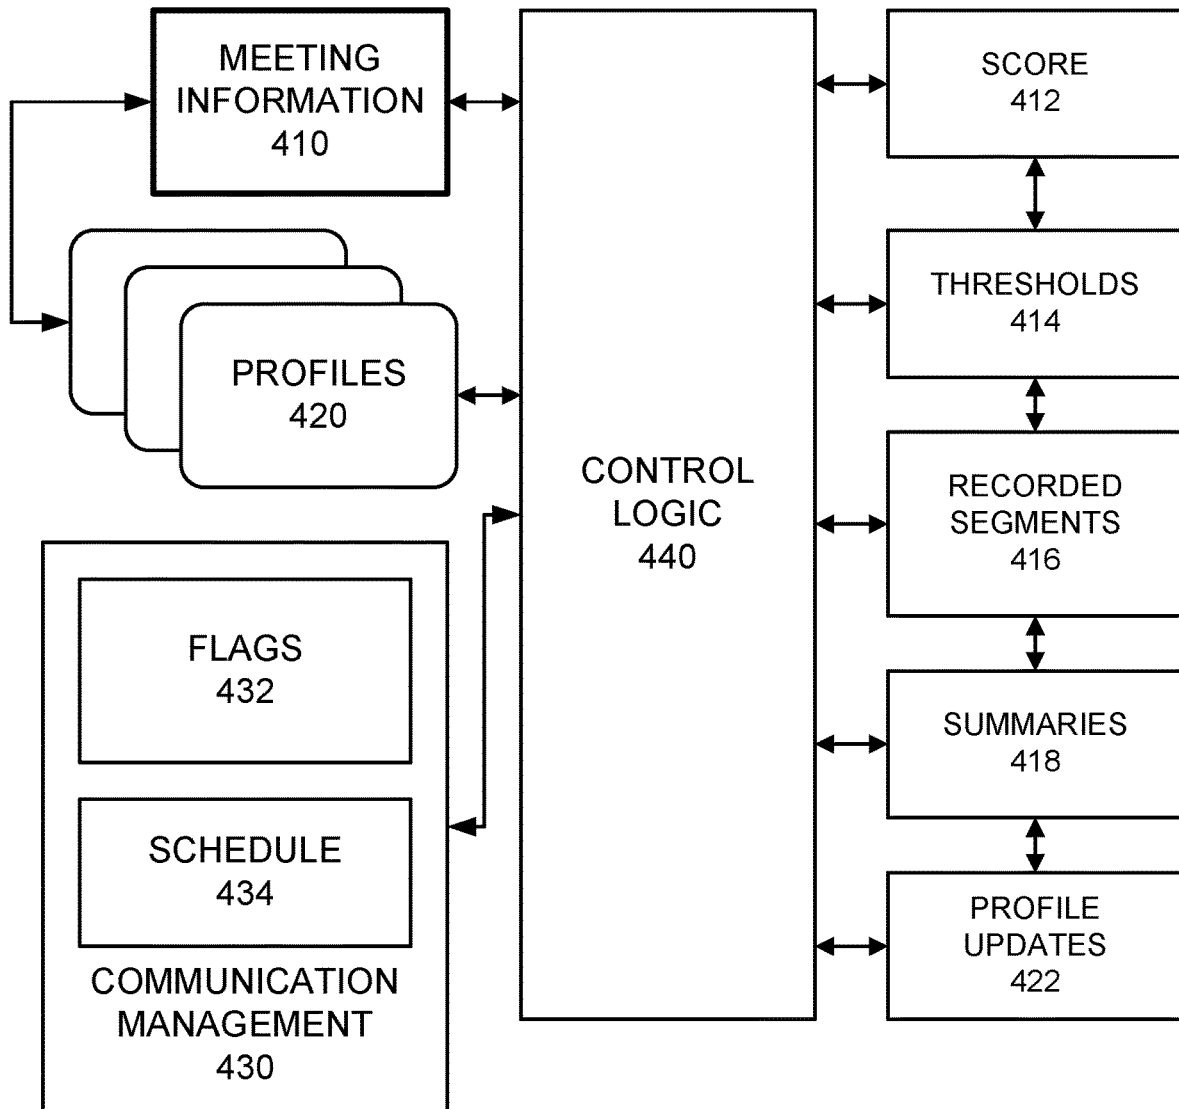 MEETING
INFORMATION
410
PROFILES
420
FLAGS
432
SCHEDULE
434
COMMUNICATION
MANAGEMENT
430
CONTROL
LOGIC
440
SCORE
412
THRESHOLDS
414
RECORDED
SEGMENTS
416
SUMMARIES
418
PROFILE
UPDATES
422